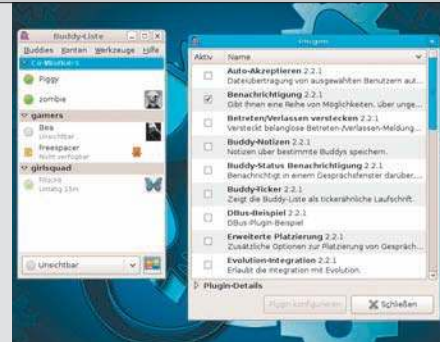 Buddy-Liste
Buddies Konten Werkzeuge Hilfe
Co-Workers
Piggy
zombie
gamers
Bea
Unsichtbar
freespacer
Nicht verfügbar
girlsquad
Untätig 15m
Unsichtbar
Plugins
Aktiv Name
Auto-Akzeptieren 2.2.1
Dateiübertragung von ausgewählten Benutzern aut...
Benachrichtigung 2.2.1
Gibt Ihnen eine Reihe von Möglichkeiten, über unge...
Betreten/Verlassen verstecken 2.2.1
Versteckt belanglose Betreten-/Verlassen-Meldung...
Buddy-Notizen 2.2.1
Notizen über bestimmte Buddys speichern.
Buddy-Status Benachrichtigung 2.2.1
Benachrichtigt in einem Gesprächsfenster darüber,...
Buddy-Ticker 2.2.1
Zeigt die Buddy-Liste als tickerähnliche Laufschrift.
DBus-Beispiel 2.2.1
DBus-Plugin-Beispiel
Erweiterte Platzierung 2.2.1
Zusätzliche Optionen zur Platzierung von Gespräch...
Evolution-Integration 2.2.1
Erlaubt die Integration mit Evolution.
Plugin-Details
Plugin konfigurieren
Schließen